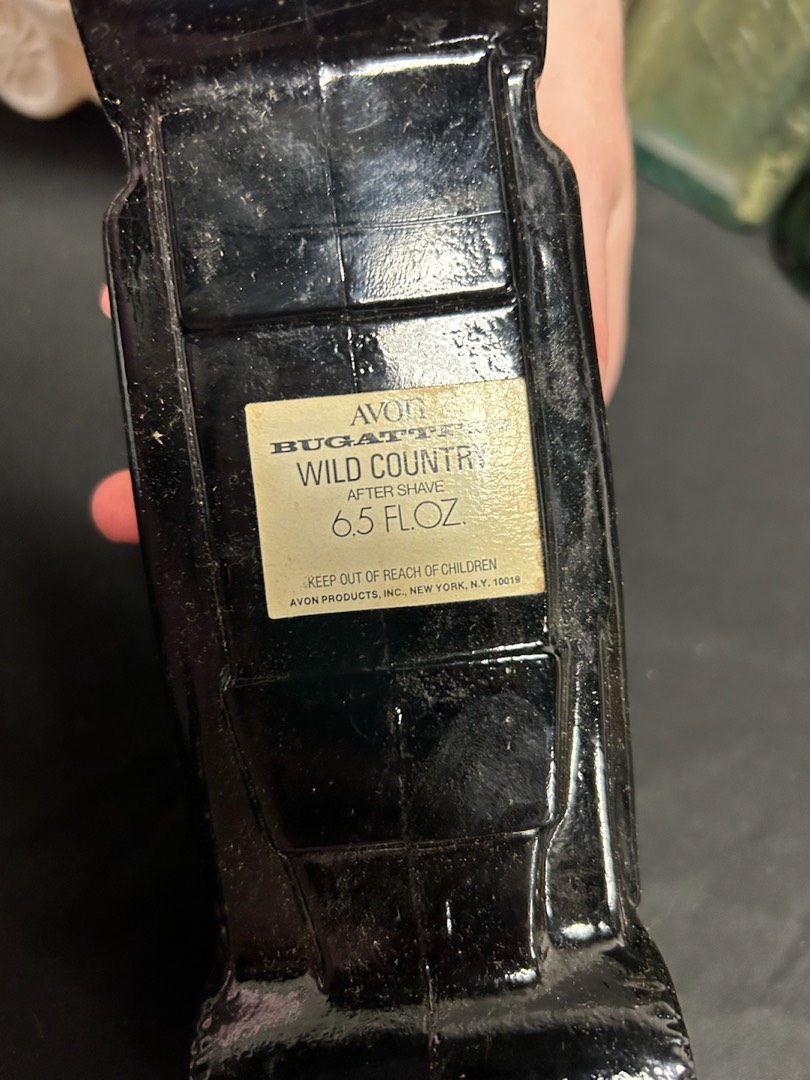 AVON
BUGATTI
WILD COUNTRY
AFTER SHAVE
6.5 FL.OZ.
KEEP OUT OF REACH OF CHILDREN
AVON PRODUCTS, INC., NEW YORK, N.Y. 10019